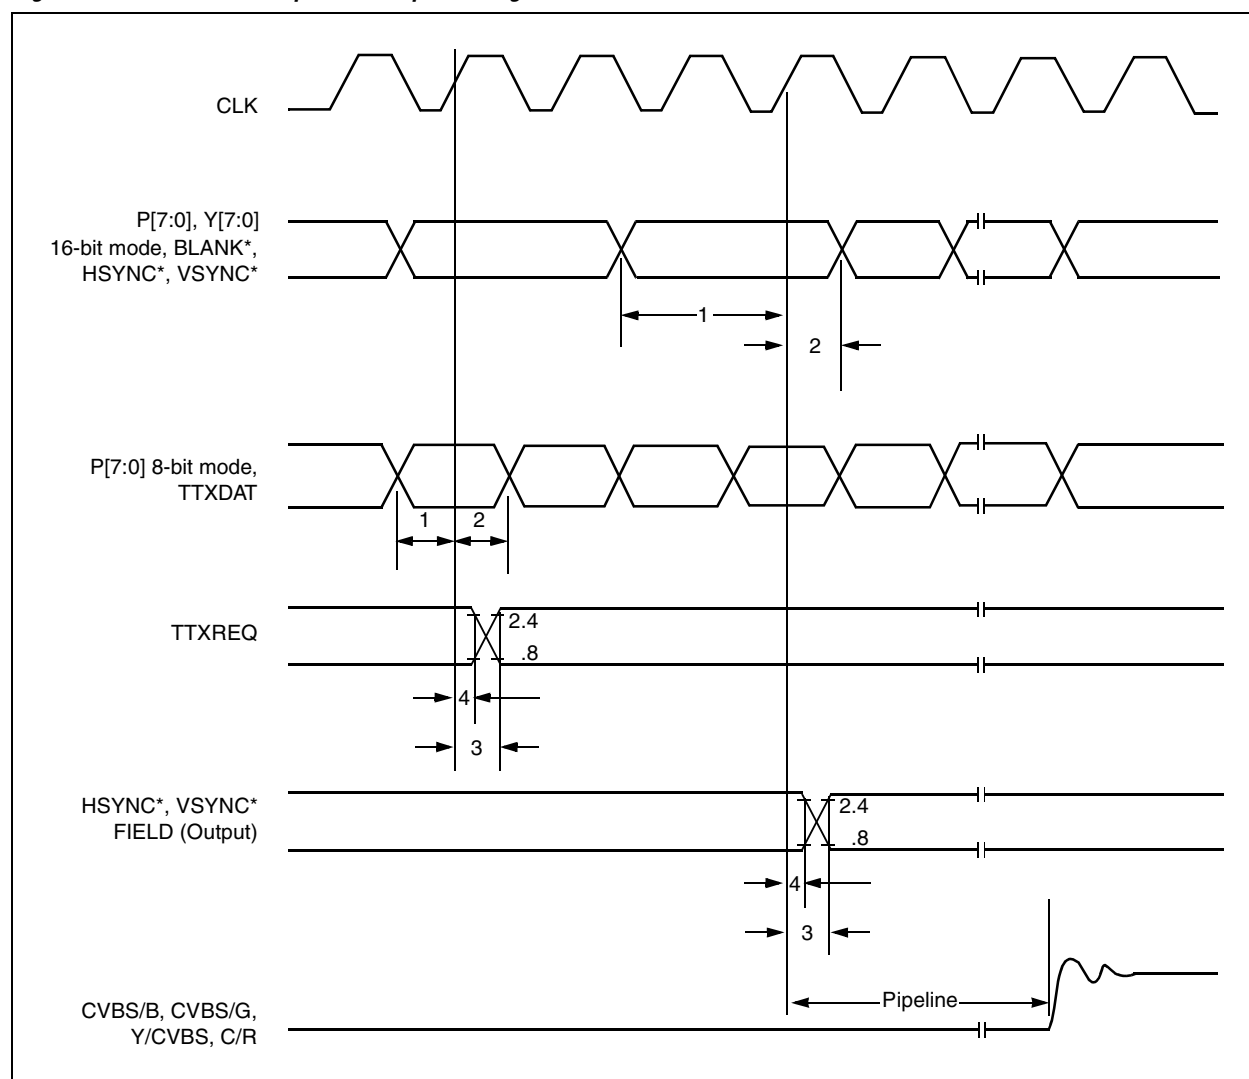 CLK
P[7:0], Y[7:0]
16-bit mode, BLANK*,
HSYNC*, VSYNC*
1
2
P[7:0] 8-bit mode,
TTXDAT
1 2
TTXREQ
2.4
.8
4
3
HSYNC*, VSYNC*
FIELD (Output)
2.4
.8
4
3
Pipeline
CVBS/B, CVBS/G,
Y/CVBS, C/R